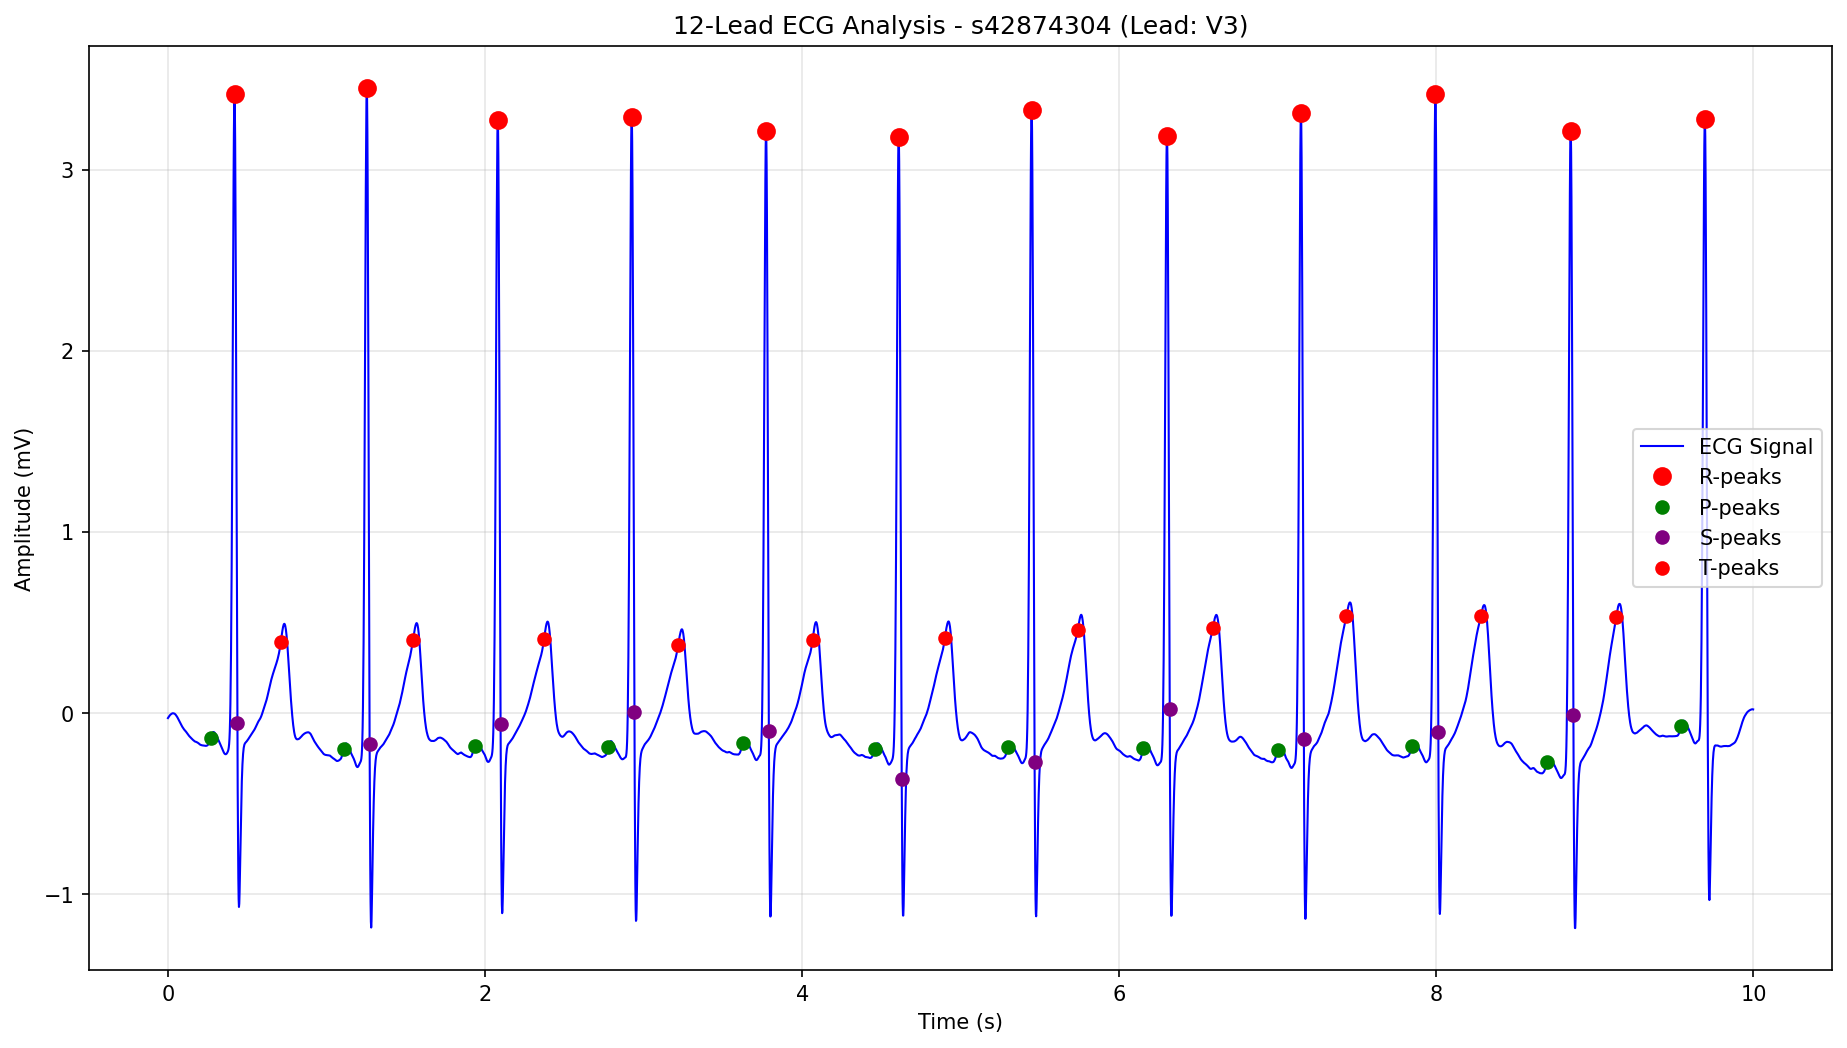 12-Lead ECG Analysis - s42874304 (Lead: V3)
Amplitude (mV)
3
2
1
0
−1
ECG Signal
R-peaks
P-peaks
S-peaks
T-peaks
0 2 4 6 8 10
Time (s)